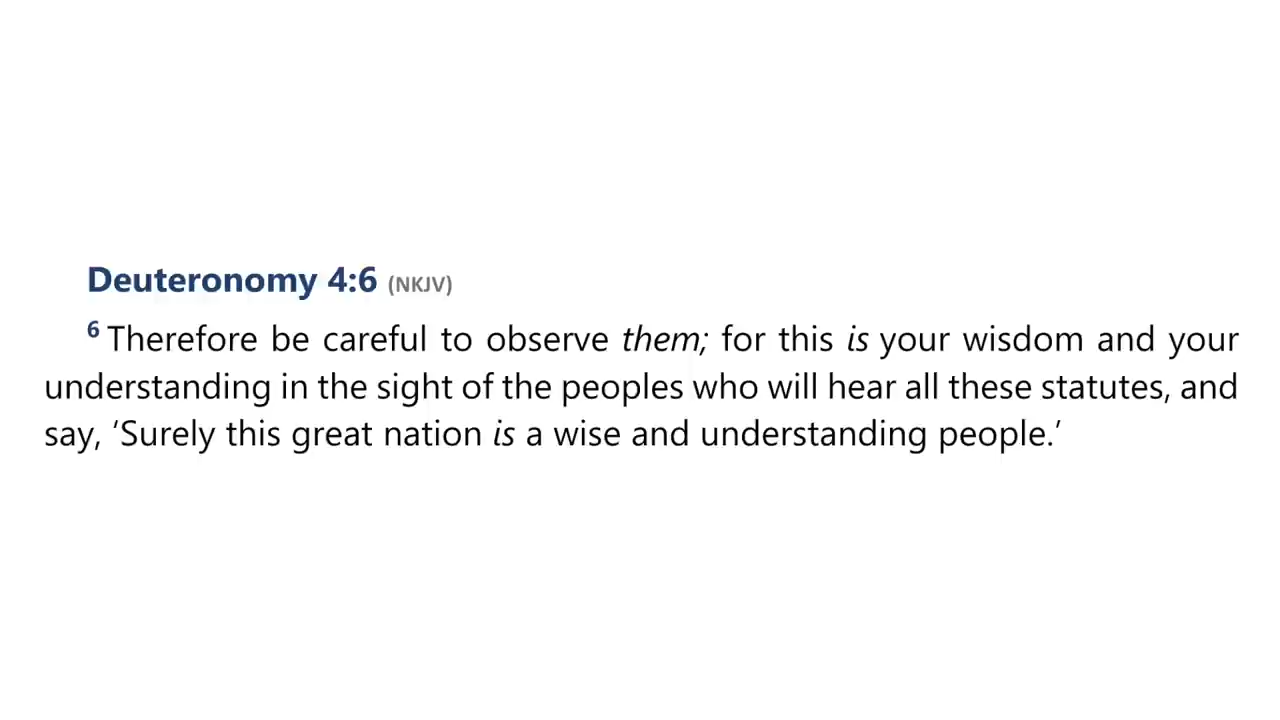 Deuteronomy 4:6 (NKJV)
6 Therefore be careful to observe them; for this is your wisdom and your
understanding in the sight of the peoples who will hear all these statutes, and
say, ‘Surely this great nation is a wise and understanding people.’